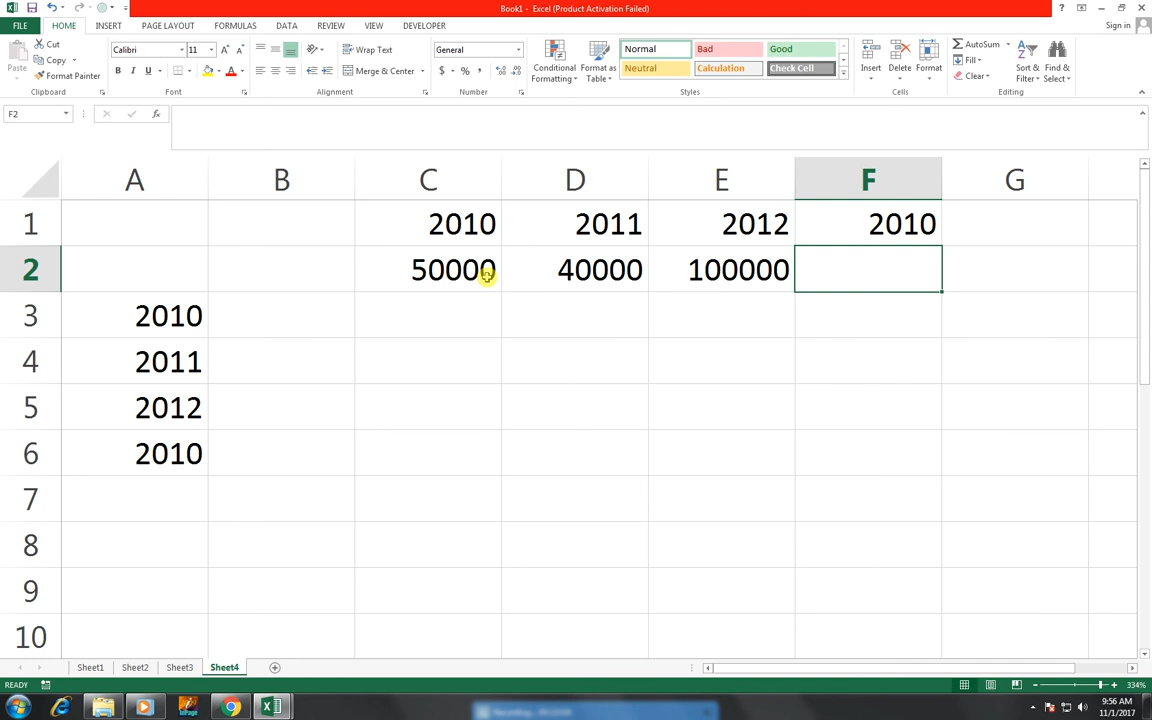 Book1 - Excel (Product Activation Failed)
FILE HOME INSERT PAGE LAYOUT FORMULAS DATA REVIEW VIEW DEVELOPER Sign in
Paste Cut Copy Format Painter Clipboard
Calibri 11 B I U A Font
Wrap Text Merge & Center Alignment
General $ % , Number
Conditional Formatting Format as Table Normal Bad Good Neutral Calculation Check Cell Styles
Insert Delete Format Cells
AutoSum Fill Clear Sort & Filter Find & Select Editing
F2 fx
A B C D E F G
1 2010 2011 2012 2010
2 50000 40000 100000
3 2010
4 2011
5 2012
6 2010
7
8
9
10
Sheet1 Sheet2 Sheet3 Sheet4
READY 334%
9:56 AM
11/1/2017